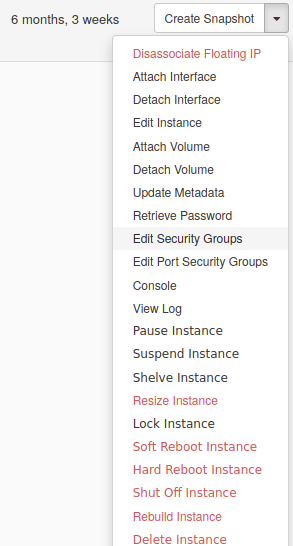 6 months, 3 weeks
Create Snapshot
Disassociate Floating IP
Attach Interface
Detach Interface
Edit Instance
Attach Volume
Detach Volume
Update Metadata
Retrieve Password
Edit Security Groups
Edit Port Security Groups
Console
View Log
Pause Instance
Suspend Instance
Shelve Instance
Resize Instance
Lock Instance
Soft Reboot Instance
Hard Reboot Instance
Shut Off Instance
Rebuild Instance
Delete Instance